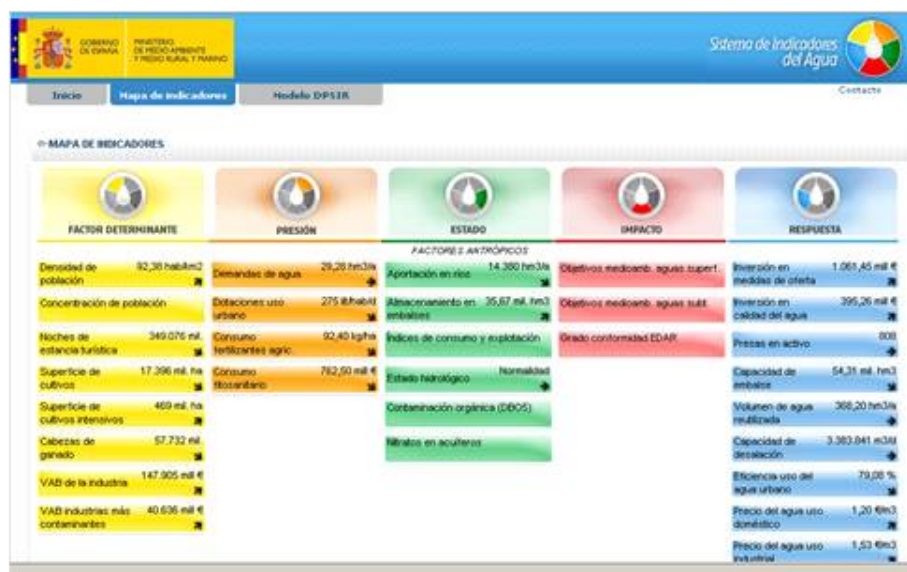 GOBIERNO DE ESPAÑA
MINISTERIO DE MEDIO AMBIENTE Y MEDIO RURAL Y MARINO
Sistema de Indicadores del Agua
Inicio
Mapa de indicadores
Modelo DPSIR
Contacto
MAPA DE INDICADORES
FACTOR DETERMINANTE
PRESIÓN
ESTADO
IMPACTO
RESPUESTA
FACTORES ANTRÓPICOS
Densidad de población 92,38 hab/km2
Concentración de población
Noches de estancia turística 349.076 mil.
Superficie de cultivos 17.396 mil. ha
Superficie de cultivos intensivos 469 mil. ha
Cabezas de ganado 57.732 mil.
VAB de la industria 147.905 mill €
VAB industrias más contaminantes 40.636 mill €
Demandas de agua 29,28 hm3/a
Dotaciones uso urbano 275 lt/hab/d
Consumo fertilizantes agric. 92,40 kg/ha
Consumo fitosanitario 762,50 mill €
Aportación en ríos 14.380 hm3/a
Almacenamiento en embalses 35,67 mil. hm3
Indices de consumo y explotación
Estado hidrológico Normalidad
Contaminación orgánica (DBO5)
Nitratos en acuíferos
Objetivos medioamb. aguas superf.
Objetivos medioamb. aguas subt.
Grado conformidad EDAR
Inversión en medidas de oferta 1.061,45 mill €
Inversión en calidad del agua 395,26 mill €
Presas en activo 808
Capacidad de embalse 54,31 mil. hm3
Volumen de agua reutilizada 368,20 hm3/a
Capacidad de desalación 3.383.841 m3/d
Eficiencia uso del agua urbano 79,08 %
Precio del agua uso doméstico 1,20 €/m3
Precio del agua uso industrial 1,53 €/m3